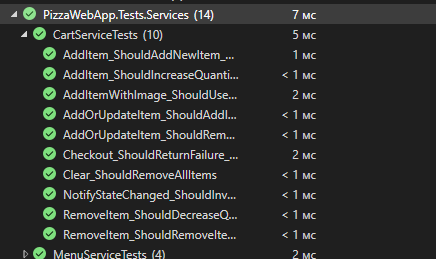 PizzaWebApp.Tests.Services (14) 7 мс
CartServiceTests (10) 5 мс
AddItem_ShouldAddNewItem_... 1 мс
AddItem_ShouldIncreaseQuanti... < 1 мс
AddItemWithImage_ShouldUse... 2 мс
AddOrUpdateItem_ShouldAddI... < 1 мс
AddOrUpdateItem_ShouldRem... < 1 мс
Checkout_ShouldReturnFailure_... 2 мс
Clear_ShouldRemoveAllItems < 1 мс
NotifyStateChanged_ShouldInv... < 1 мс
RemoveItem_ShouldDecreaseQ... < 1 мс
RemoveItem_ShouldRemoveIte... < 1 мс
MenuServiceTests (4) 2 мс